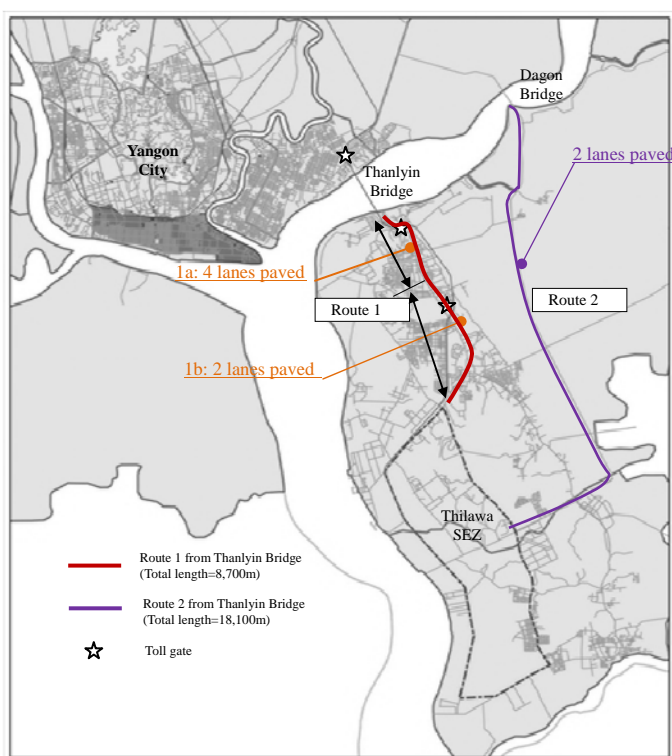 Dagon
Bridge
Yangon
City
Thanlyin
Bridge
2 lanes paved
1a: 4 lanes paved
Route 1
Route 2
1b: 2 lanes paved
Thilawa
SEZ
Route 1 from Thanlyin Bridge
(Total length=8,700m)
Route 2 from Thanlyin Bridge
(Total length=18,100m)
Toll gate